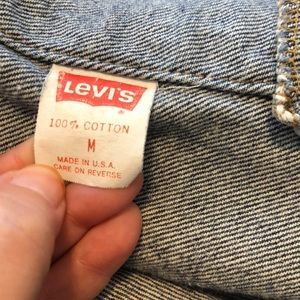 LEVI'S
100% COTTON
M
MADE IN U.S.A.
CARE ON REVERSE